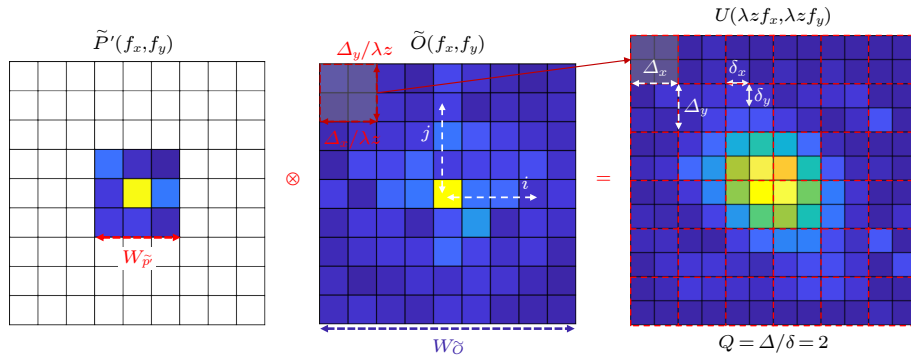 P̃′(fx,fy)
Õ(fx,fy)
U(λzfx,λzfy)
Δy/λz
Δx/λz
j
i
Δx
δx
δy
Δy
⊗
=
Wp̃′
WÕ
Q=Δ/δ=2